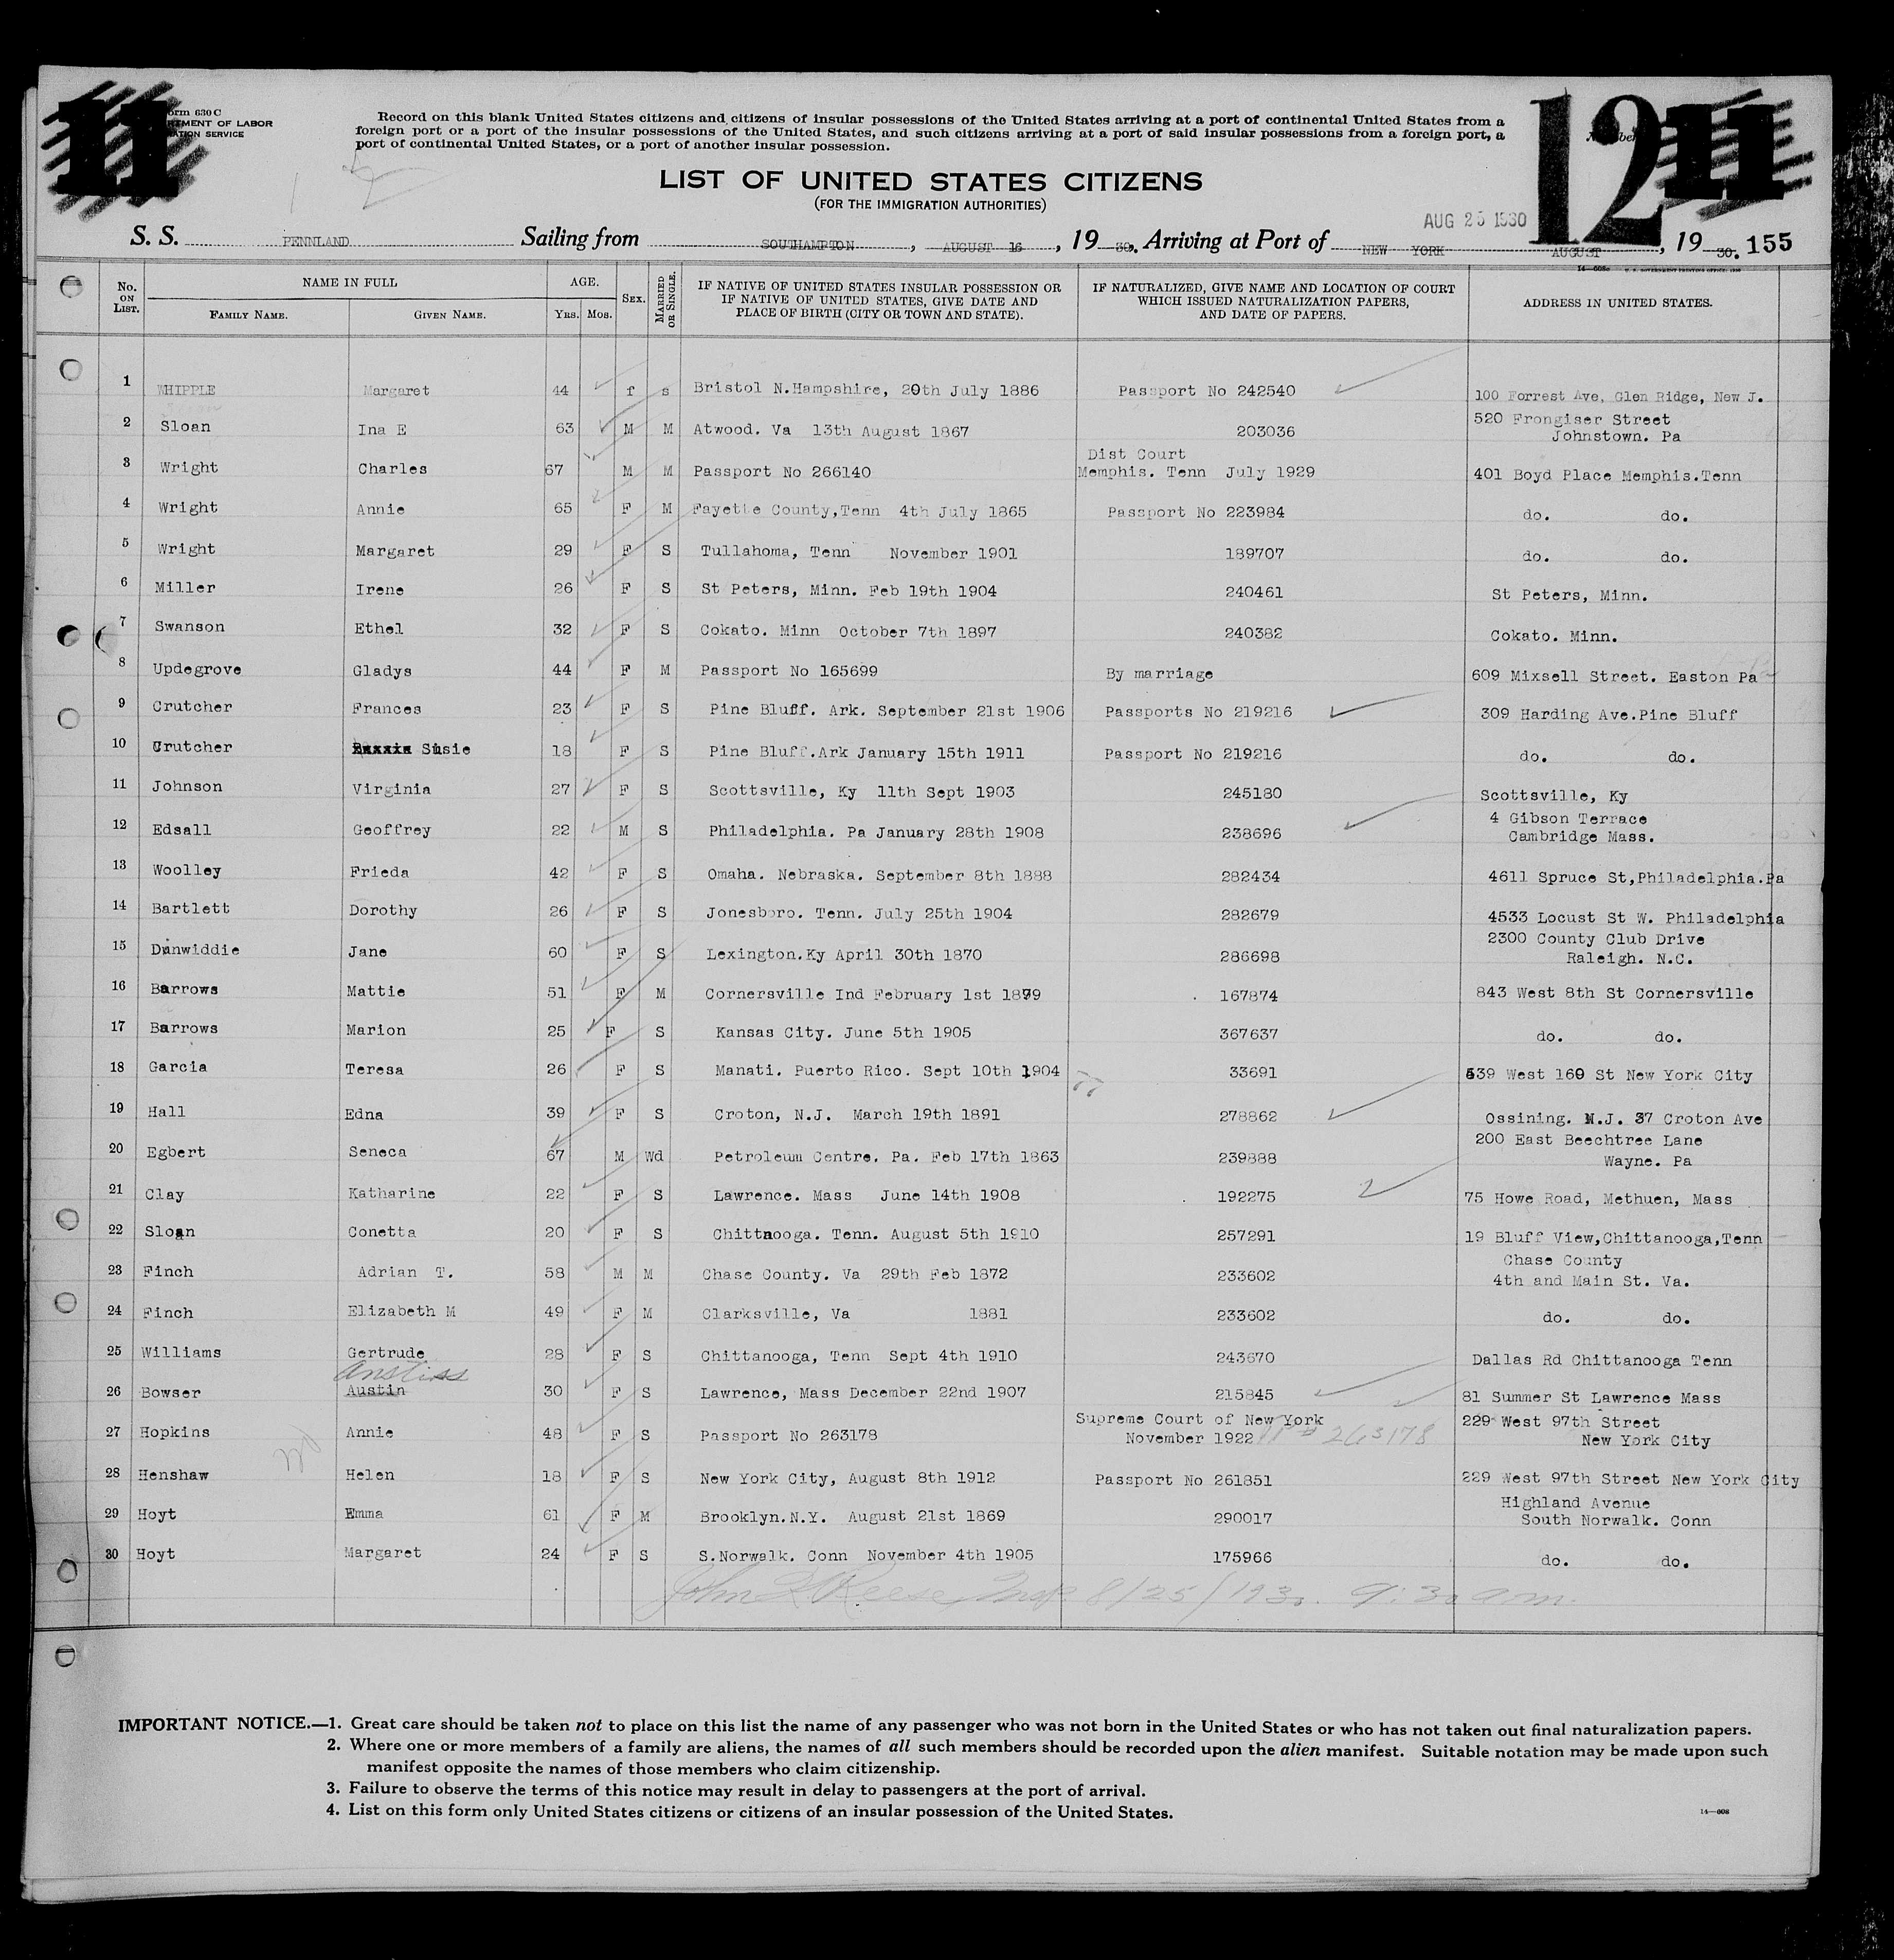 11
12
11
orm 630 C
RTMENT OF LABOR
ATION SERVICE
Record on this blank United States citizens and citizens of insular possessions of the United States arriving at a port of continental United States from a
foreign port or a port of the insular possessions of the United States, and such citizens arriving at a port of said insular possessions from a foreign port, a
port of continental United States, or a port of another insular possession.
LIST OF UNITED STATES CITIZENS
(FOR THE IMMIGRATION AUTHORITIES)
AUG 25 1930
S. S. PENNLAND Sailing from SOUTHAMPTON, AUGUST 16, 19 30, Arriving at Port of NEW YORK AUGUST, 19 30. 155
No. ON LIST. NAME IN FULL AGE. SEX. MARRIED OR SINGLE. IF NATIVE OF UNITED STATES INSULAR POSSESSION OR IF NATIVE OF UNITED STATES, GIVE DATE AND PLACE OF BIRTH (CITY OR TOWN AND STATE). IF NATURALIZED, GIVE NAME AND LOCATION OF COURT WHICH ISSUED NATURALIZATION PAPERS, AND DATE OF PAPERS. ADDRESS IN UNITED STATES.
FAMILY NAME. GIVEN NAME. YRS. MOS.
1 WHIPPLE Margaret 44 f s Bristol N.Hampshire, 20th July 1886 Passport No 242540 100 Forrest Ave, Glen Ridge, New J.
2 Sloan Ina E 63 M M Atwood. Va 13th August 1867 203036 520 Frongiser Street
Johnstown. Pa
3 Wright Charles 67 M M Passport No 266140 Dist Court
Memphis. Tenn July 1929 401 Boyd Place Memphis.Tenn
4 Wright Annie 65 F M Fayette County,Tenn 4th July 1865 Passport No 223984 do. do.
5 Wright Margaret 29 F S Tullahoma, Tenn November 1901 189707 do. do.
6 Miller Irene 26 F S St Peters, Minn. Feb 19th 1904 240461 St Peters, Minn.
7 Swanson Ethel 32 F S Cokato. Minn October 7th 1897 240382 Cokato. Minn.
8 Updegrove Gladys 44 F M Passport No 165699 By marriage 609 Mixsell Street. Easton Pa
9 Crutcher Frances 23 F S Pine Bluff. Ark. September 21st 1906 Passports No 219216 309 Harding Ave.Pine Bluff
10 Crutcher Susie 18 F S Pine Bluff.Ark January 15th 1911 Passport No 219216 do. do.
11 Johnson Virginia 27 F S Scottsville, Ky 11th Sept 1903 245180 Scottsville, Ky
12 Edsall Geoffrey 22 M S Philadelphia. Pa January 28th 1908 238696 4 Gibson Terrace
Cambridge Mass.
13 Woolley Frieda 42 F S Omaha. Nebraska. September 8th 1888 282434 4611 Spruce St,Philadelphia.Pa
14 Bartlett Dorothy 26 F S Jonesboro. Tenn. July 25th 1904 282679 4533 Locust St W. Philadelphia
15 Dinwiddie Jane 60 F S Lexington.Ky April 30th 1870 286698 2300 County Club Drive
Raleigh. N.C.
16 Barrows Mattie 51 F M Cornersville Ind February 1st 1879 167874 843 West 8th St Cornersville
17 Barrows Marion 25 F S Kansas City. June 5th 1905 367637 do. do.
18 Garcia Teresa 26 F S Manati. Puerto Rico. Sept 10th 1904 33691 539 West 160 St New York City
19 Hall Edna 39 F S Croton, N.J. March 19th 1891 278862 Ossining. N.J. 37 Croton Ave
20 Egbert Seneca 67 M Wd Petroleum Centre. Pa. Feb 17th 1863 239888 200 East Beechtree Lane
Wayne. Pa
21 Clay Katharine 22 F S Lawrence. Mass June 14th 1908 192275 75 Howe Road, Methuen, Mass
22 Sloan Conetta 20 F S Chittnooga. Tenn. August 5th 1910 257291 19 Bluff View,Chittanooga,Tenn
23 Finch Adrian T. 58 M M Chase County. Va 29th Feb 1872 233602 Chase County
4th and Main St. Va.
24 Finch Elizabeth M 49 F M Clarksville, Va 1881 233602 do. do.
25 Williams Gertrude 28 F S Chittanooga, Tenn Sept 4th 1910 243670 Dallas Rd Chittanooga Tenn
Anstiss
26 Bowser Austin 30 F S Lawrence, Mass December 22nd 1907 215845 81 Summer St Lawrence Mass
27 Hopkins Annie 48 F S Passport No 263178 Supreme Court of New York
November 1922 263178 229 West 97th Street
New York City
28 Henshaw Helen 18 F S New York City, August 8th 1912 Passport No 261851 229 West 97th Street New York City
29 Hoyt Emma 61 F M Brooklyn.N.Y. August 21st 1869 290017 Highland Avenue
South Norwalk. Conn
30 Hoyt Margaret 24 F S S.Norwalk. Conn November 4th 1905 175966 do. do.
John Reese Insp. 8/25/1930. 9:30 am.
IMPORTANT NOTICE.—1. Great care should be taken not to place on this list the name of any passenger who was not born in the United States or who has not taken out final naturalization papers.
2. Where one or more members of a family are aliens, the names of all such members should be recorded upon the alien manifest. Suitable notation may be made upon such
manifest opposite the names of those members who claim citizenship.
3. Failure to observe the terms of this notice may result in delay to passengers at the port of arrival.
4. List on this form only United States citizens or citizens of an insular possession of the United States.
14—608